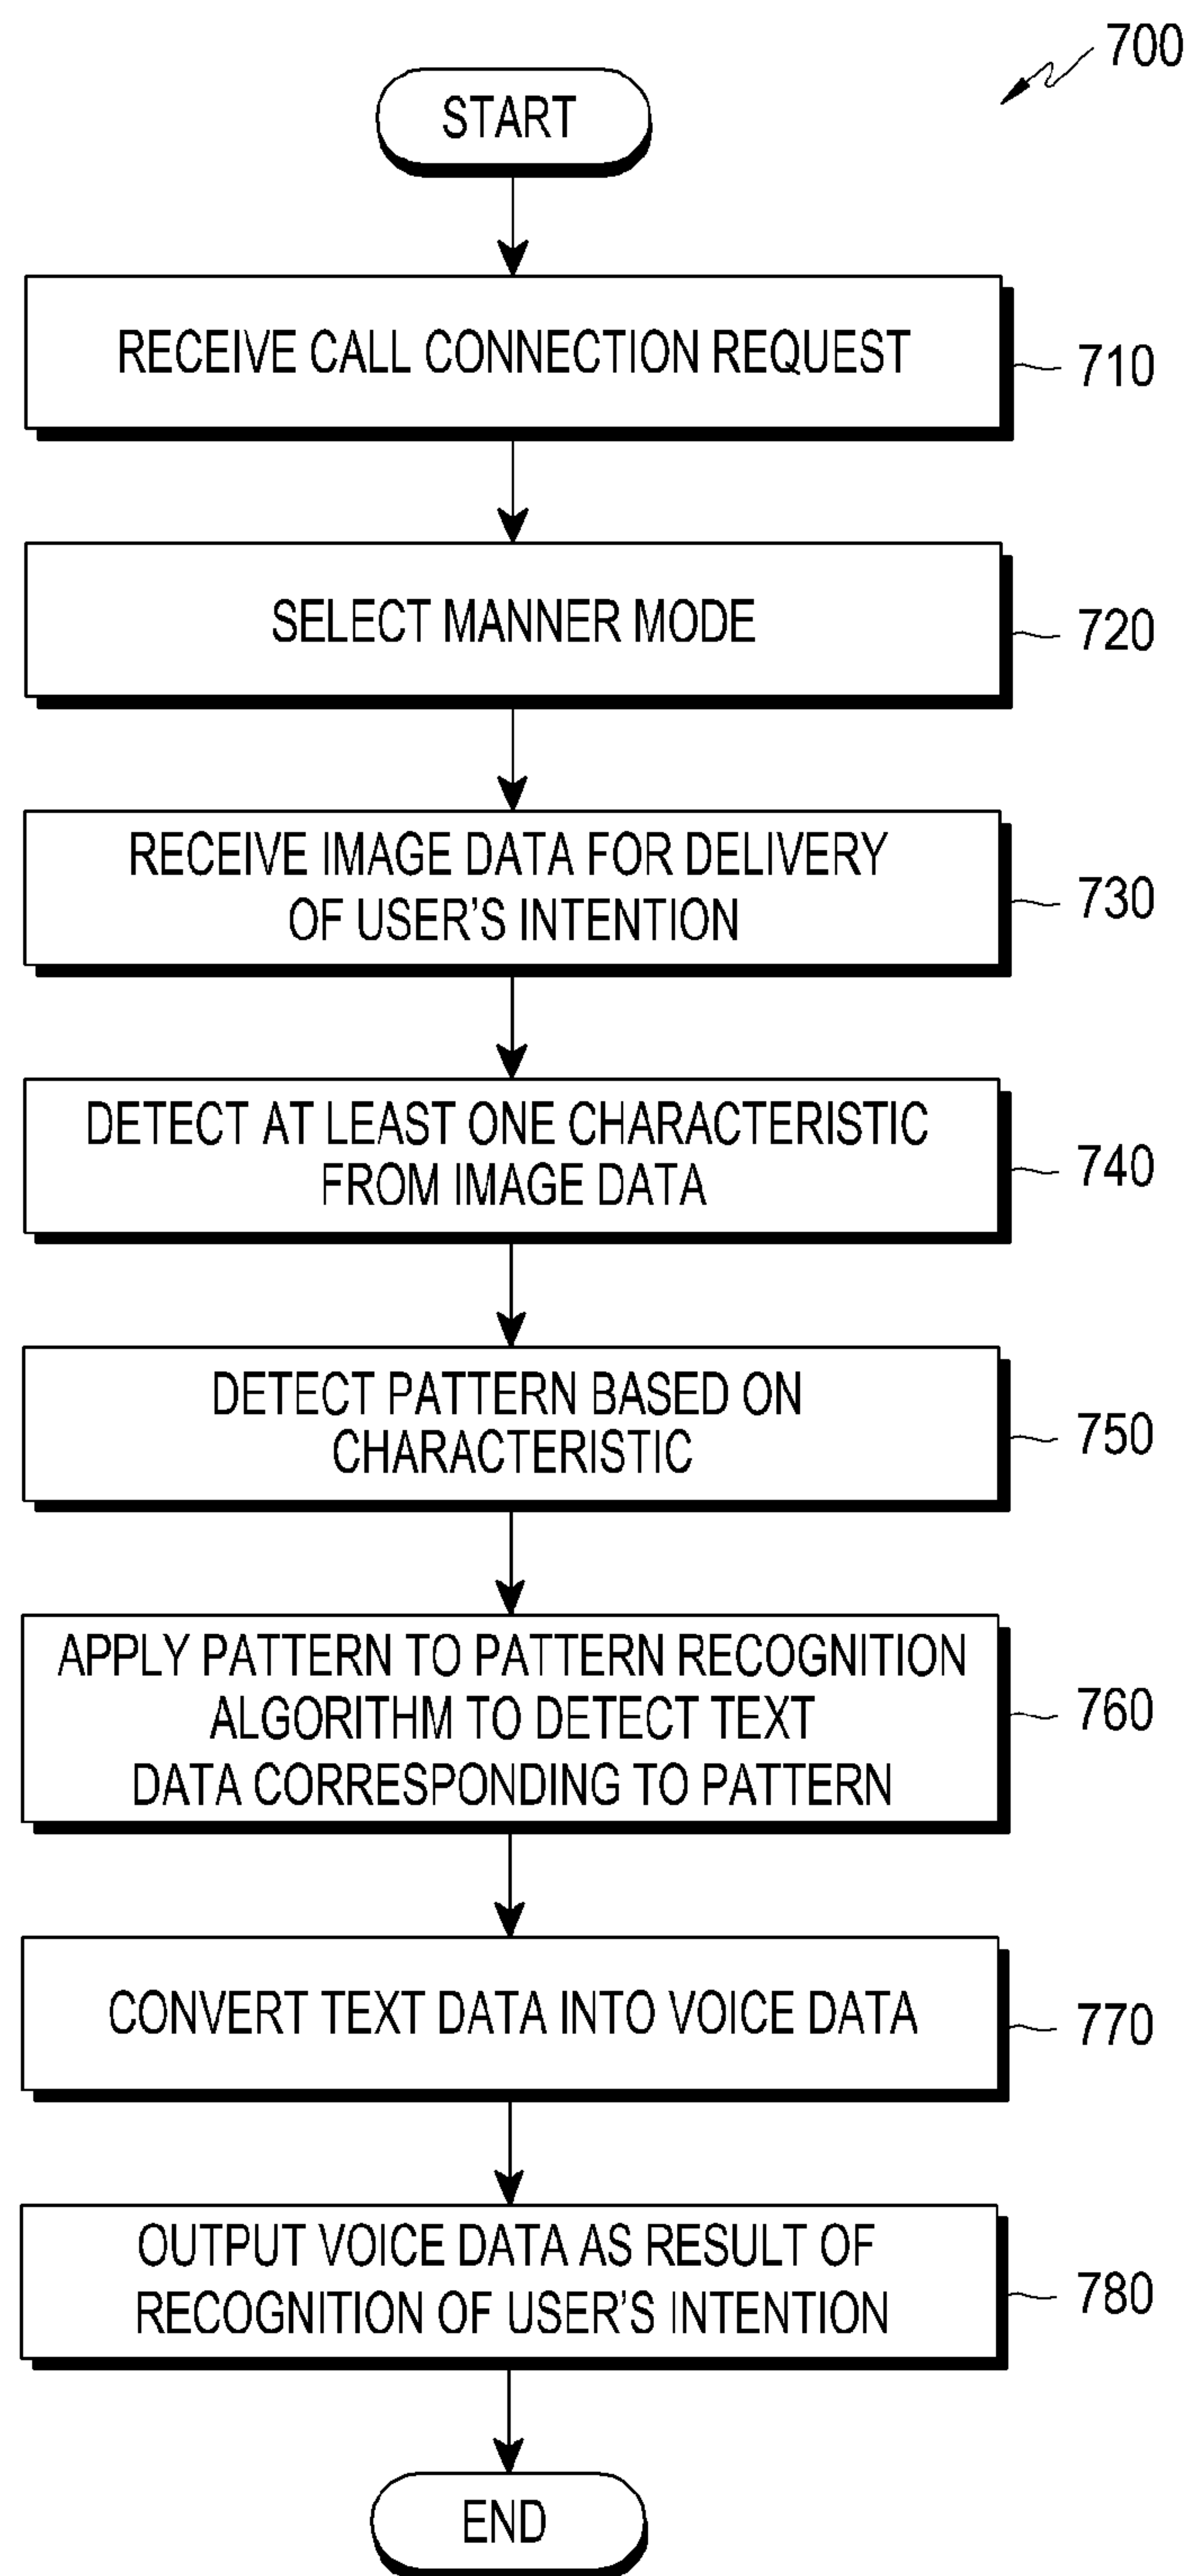 700
START
RECEIVE CALL CONNECTION REQUEST
710
SELECT MANNER MODE
720
RECEIVE IMAGE DATA FOR DELIVERY
OF USER'S INTENTION
730
DETECT AT LEAST ONE CHARACTERISTIC
FROM IMAGE DATA
740
DETECT PATTERN BASED ON
CHARACTERISTIC
750
APPLY PATTERN TO PATTERN RECOGNITION
ALGORITHM TO DETECT TEXT
DATA CORRESPONDING TO PATTERN
760
CONVERT TEXT DATA INTO VOICE DATA
770
OUTPUT VOICE DATA AS RESULT OF
RECOGNITION OF USER'S INTENTION
780
END